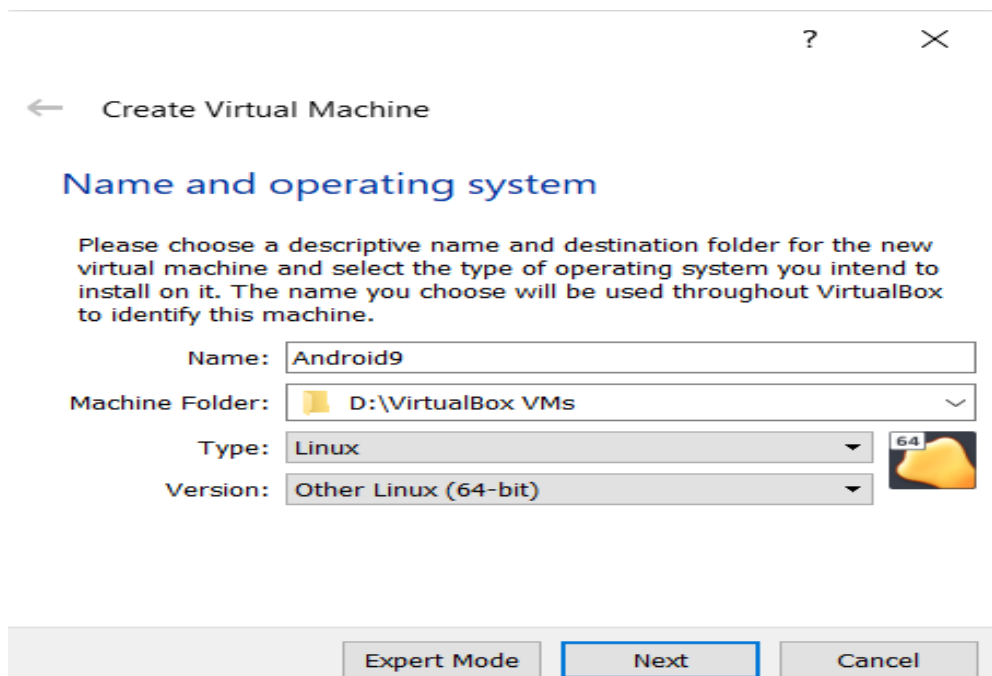 ?
Create Virtual Machine
Name and operating system
Please choose a descriptive name and destination folder for the new
virtual machine and select the type of operating system you intend to
install on it. The name you choose will be used throughout VirtualBox
to identify this machine.
Name: Android9
Machine Folder: D:\VirtualBox VMs
Type: Linux
64
Version: Other Linux (64-bit)
Expert Mode Next Cancel